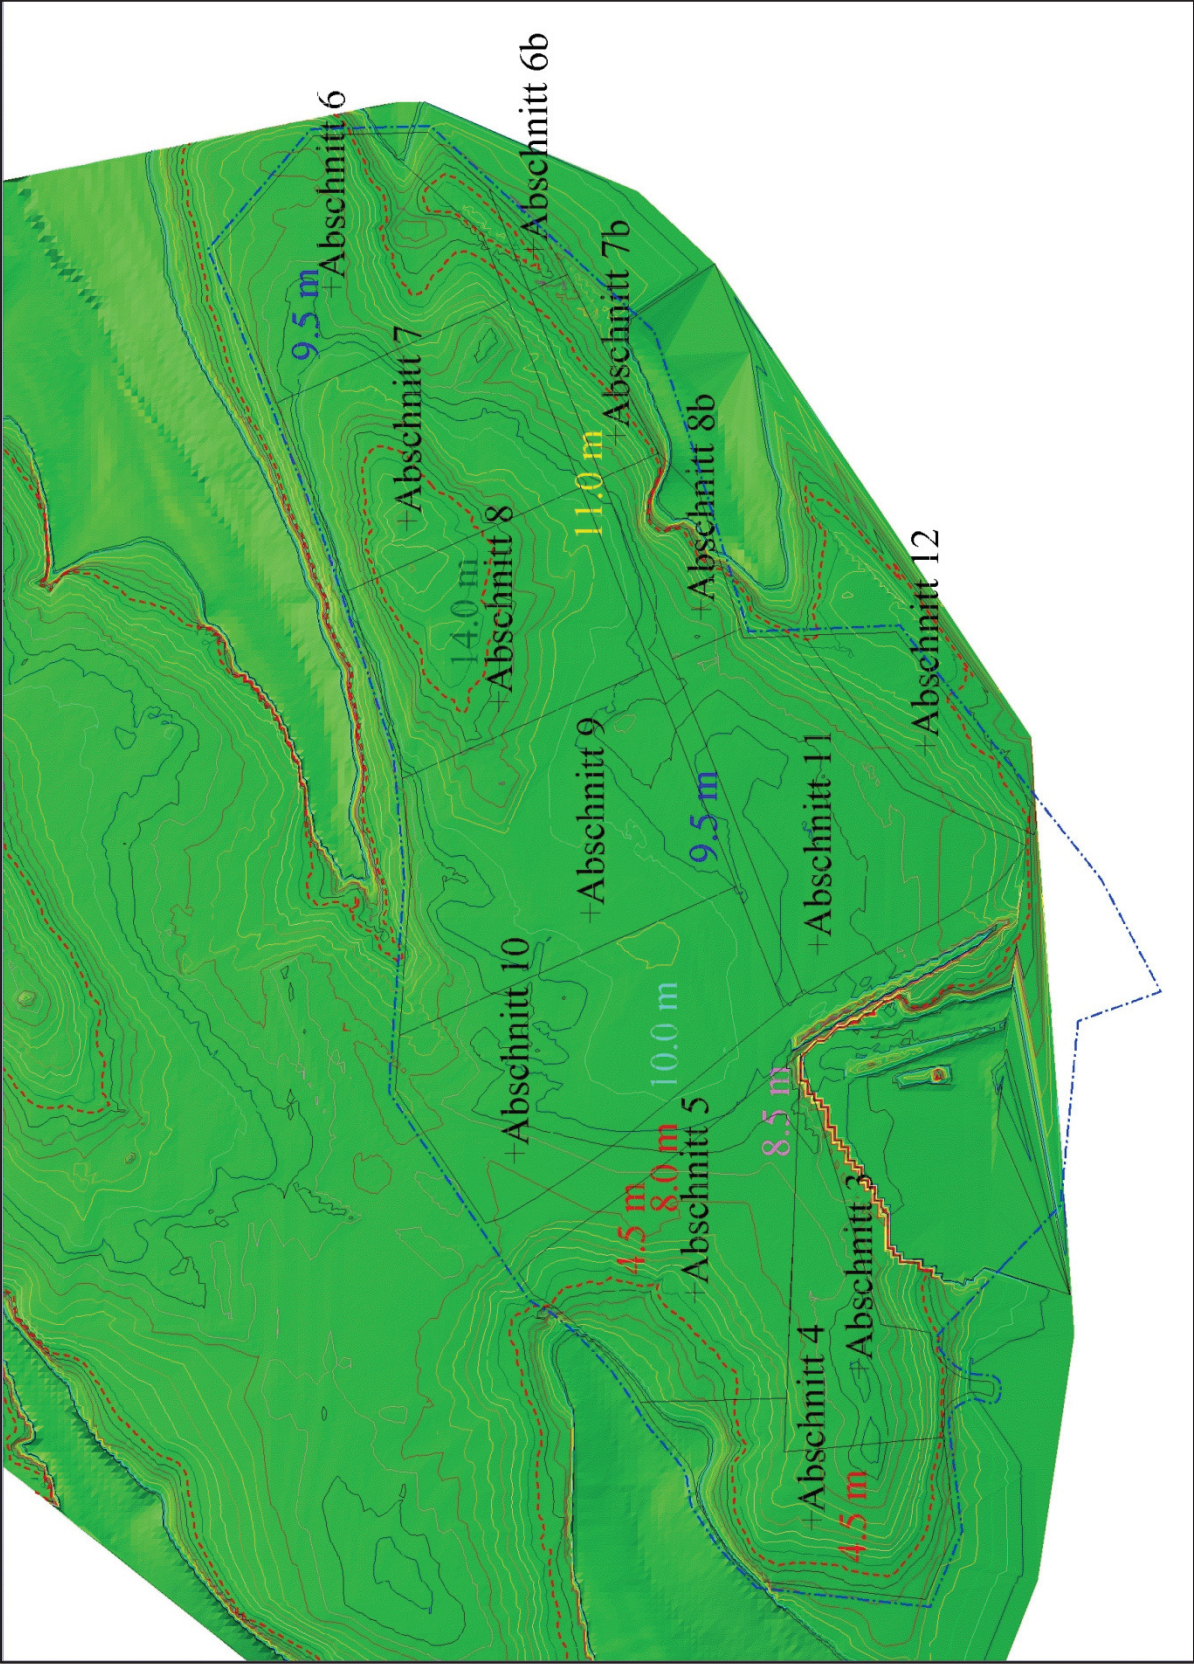 +Abschnitt 6
+Abschnitt 6b
9.5 m
+Abschnitt 7
+Abschnitt 7b
11.0 m
+Abschnitt 8
14.0 m
+Abschnitt 8b
+Abschnitt 9
9.5 m
+Abschnitt 11
+Abschnitt 12
+Abschnitt 10
10.0 m
8.5 m
+Abschnitt 5
8.0 m
4.5 m
+Abschnitt 3
+Abschnitt 4
4.5 m